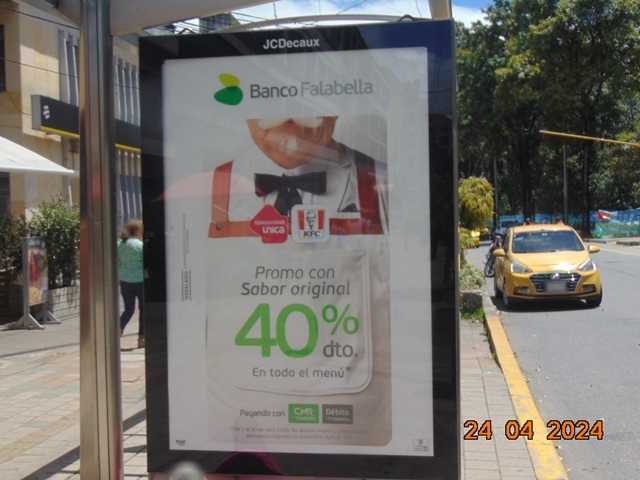 JCDecaux
Banco Falabella
Oportunidad
única
KFC
Promo con
Sabor original
40%
dto.
En todo el menú*
Pagando con
CMR
Débito
24 04 2024